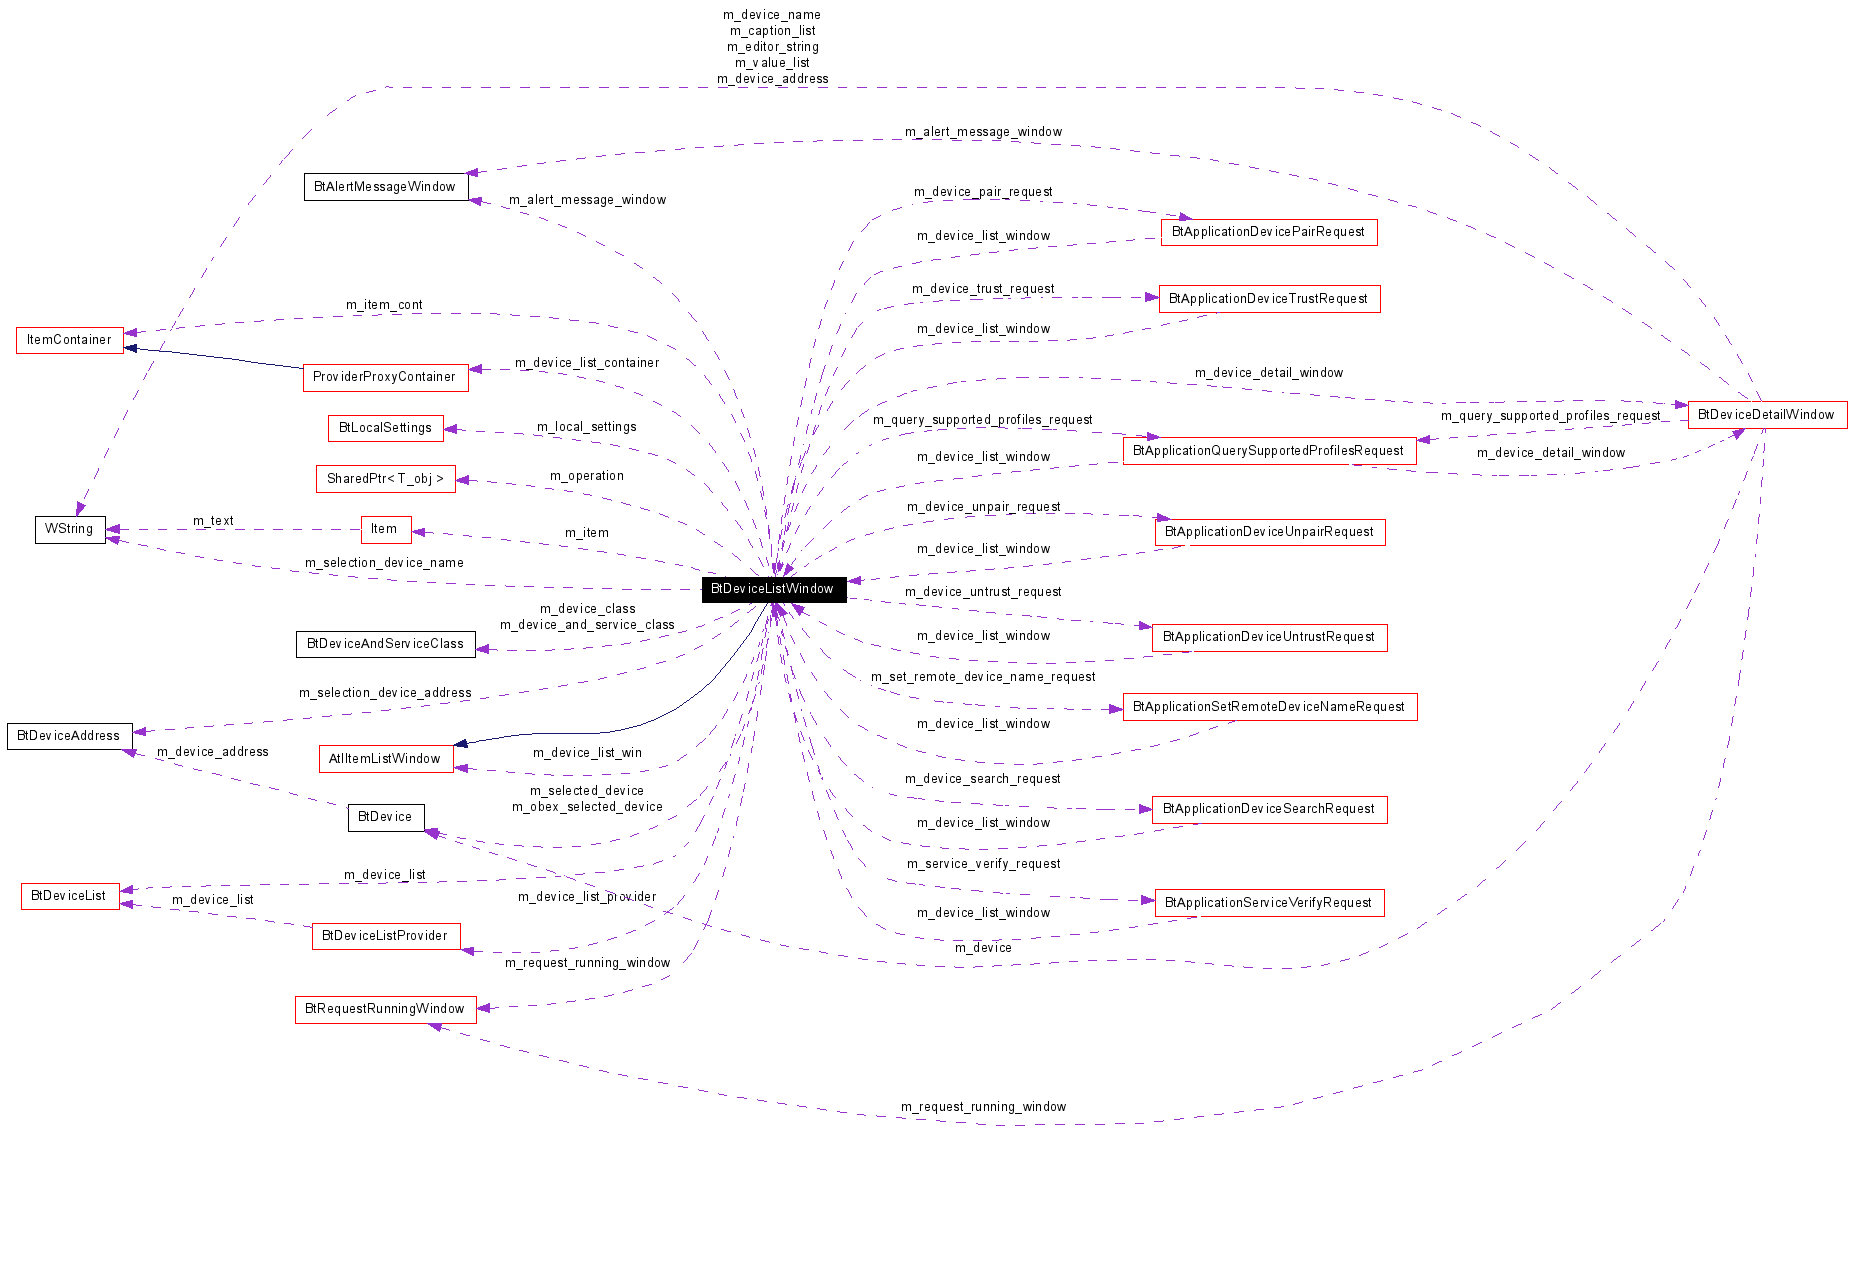 m_device_name
m_caption_list
m_editor_string
m_value_list
m_device_address
m_alert_message_window
BtAlertMessageWindow
m_alert_message_window
m_device_pair_request
BtApplicationDevicePairRequest
m_device_list_window
m_device_trust_request
BtApplicationDeviceTrustRequest
m_item_cont
m_device_list_window
ItemContainer
m_device_list_container
ProviderProxyContainer
m_device_detail_window
BtDeviceDetailWindow
m_query_supported_profiles_request
m_query_supported_profiles_request
BtLocalSettings
m_local_settings
BtApplicationQuerySupportedProfilesRequest
m_device_detail_window
m_device_list_window
SharedPtr< T_obj >
m_operation
m_device_unpair_request
WString
m_text
Item
m_item
BtApplicationDeviceUnpairRequest
m_device_list_window
m_selection_device_name
BtDeviceListWindow
m_device_untrust_request
m_device_class
m_device_and_service_class
BtDeviceAndServiceClass
m_device_list_window
BtApplicationDeviceUntrustRequest
m_set_remote_device_name_request
m_selection_device_address
BtApplicationSetRemoteDeviceNameRequest
m_device_list_window
BtDeviceAddress
m_device_address
AtlItemListWindow
m_device_list_win
m_device_search_request
m_selected_device
m_obex_selected_device
BtDevice
BtApplicationDeviceSearchRequest
m_device_list_window
m_service_verify_request
m_device_list
BtDeviceList
m_device_list
m_device_list_provider
BtApplicationServiceVerifyRequest
m_device_list_window
BtDeviceListProvider
m_device
m_request_running_window
BtRequestRunningWindow
m_request_running_window